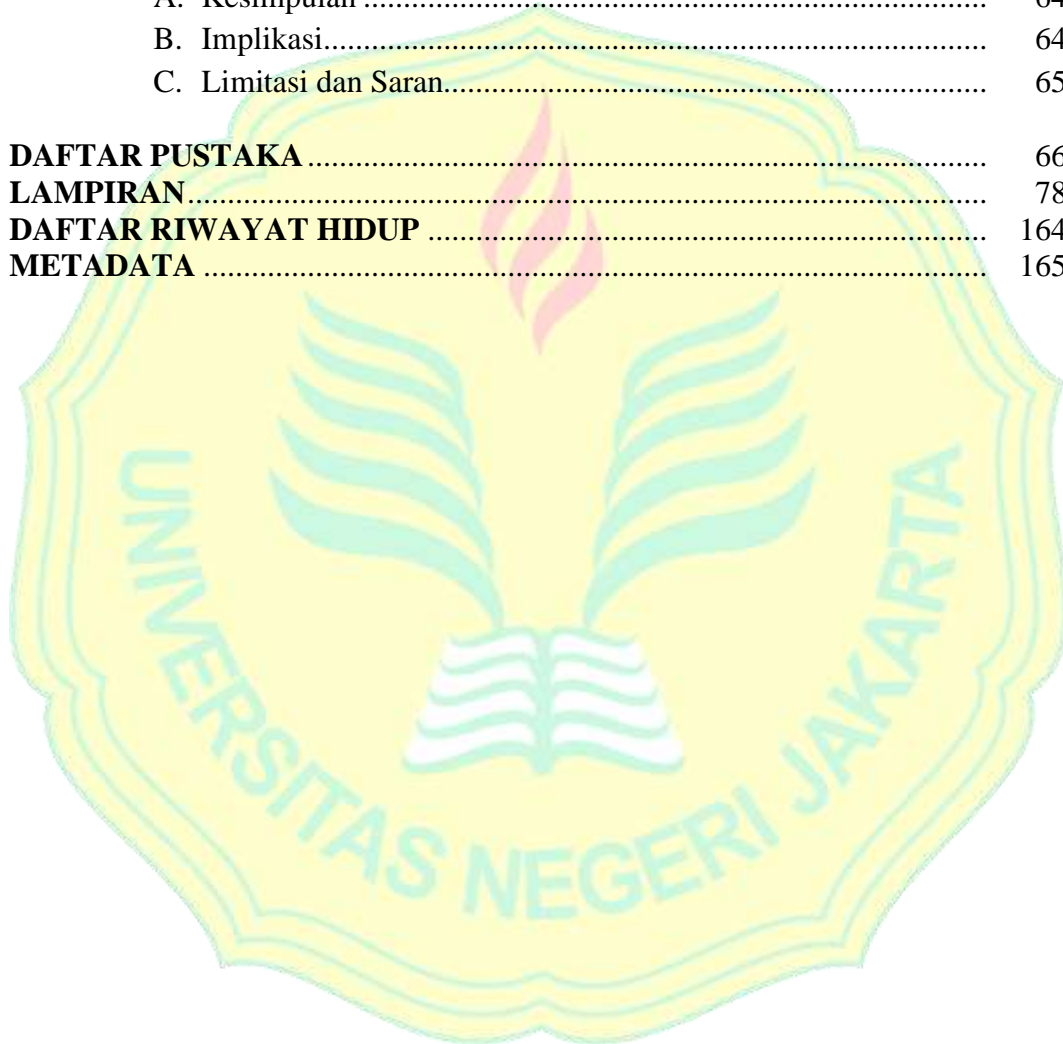 A. Kesimpulan ........ 64
B. Implikasi........ 64
C. Limitasi dan Saran........ 65
DAFTAR PUSTAKA ........ 66
LAMPIRAN........ 78
DAFTAR RIWAYAT HIDUP ........ 164
METADATA ........ 165
UNIVERSITAS NEGERI JAKARTA